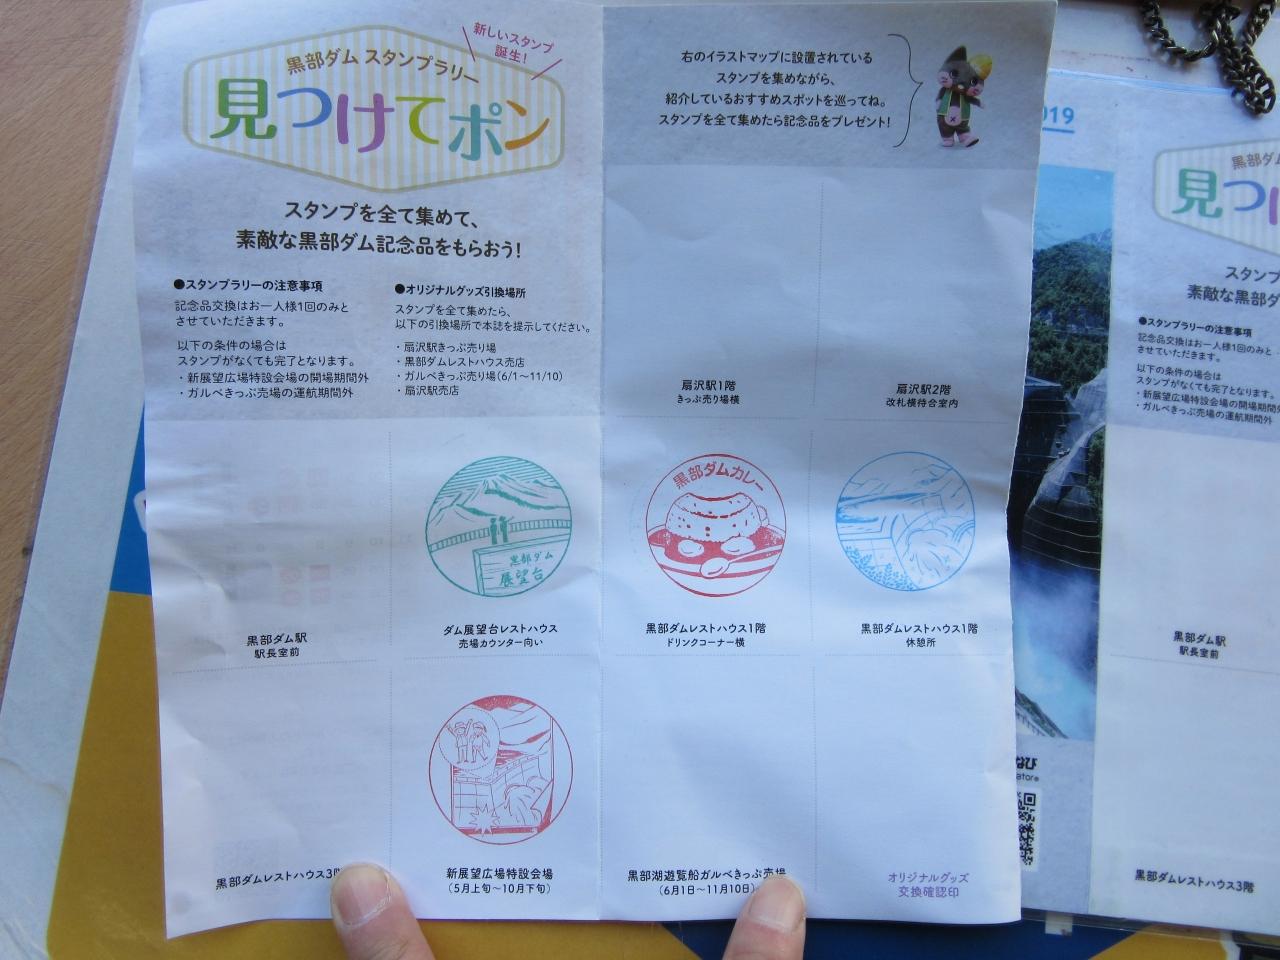 新しいスタンプ
誕生!
黒部ダム スタンプラリー
見つけてポン
スタンプを全て集めて、
素敵な黒部ダム記念品をもらおう!
●スタンプラリーの注意事項
記念品交換はお一人様1回のみと
させていただきます。
以下の条件の場合は
スタンプがなくても完了となります。
・新展望広場特設会場の開場期間外
・ガルベきっぷ売場の運航期間外
●オリジナルグッズ引換場所
スタンプを全て集めたら、
以下の引換場所で本誌を提示してください。
・扇沢駅きっぷ売り場
・黒部ダムレストハウス売店
・ガルベきっぷ売り場(6/1〜11/10)
・扇沢駅売店
右のイラストマップに設置されている
スタンプを集めながら、
紹介しているおすすめスポットを巡ってね。
スタンプを全て集めたら記念品をプレゼント!
扇沢駅1階
きっぷ売り場横
扇沢駅2階
改札横待合室内
黒部ダム駅
駅長室前
黒部ダム
展望台
ダム展望台レストハウス
売場カウンター向い
黒部ダムカレー
黒部ダムレストハウス1階
ドリンクコーナー横
黒部ダムレストハウス1階
休憩所
黒部ダムレストハウス3階
新展望広場特設会場
(5月上旬〜10月下旬)
黒部湖遊覧船ガルベきっぷ売場
(6月1日〜11月10日)
オリジナルグッズ
交換確認印
019
なび
ator®
黒部ダ
見つけ
スタンプ
素敵な黒部ダ
●スタンプラリーの注意事項
記念品交換はお一人様1回のみと
させていただきます。
以下の条件の場合は
スタンプがなくても完了となります。
・新展望広場特設会場の開場期間外
・ガルベきっぷ売場の運航期間外
黒部ダム駅
駅長室前
黒部ダムレストハウス3階